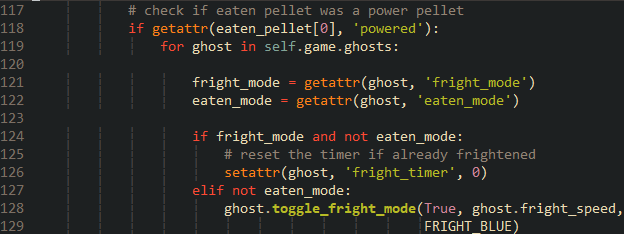 117 # check if eaten pellet was a power pellet
118 if getattr(eaten_pellet[0], 'powered'):
119 for ghost in self.game.ghosts:
120
121 fright_mode = getattr(ghost, 'fright_mode')
122 eaten_mode = getattr(ghost, 'eaten_mode')
123
124 if fright_mode and not eaten_mode:
125 # reset the timer if already frightened
126 setattr(ghost, 'fright_timer', 0)
127 elif not eaten_mode:
128 ghost.toggle_fright_mode(True, ghost.fright_speed,
129 FRIGHT_BLUE)